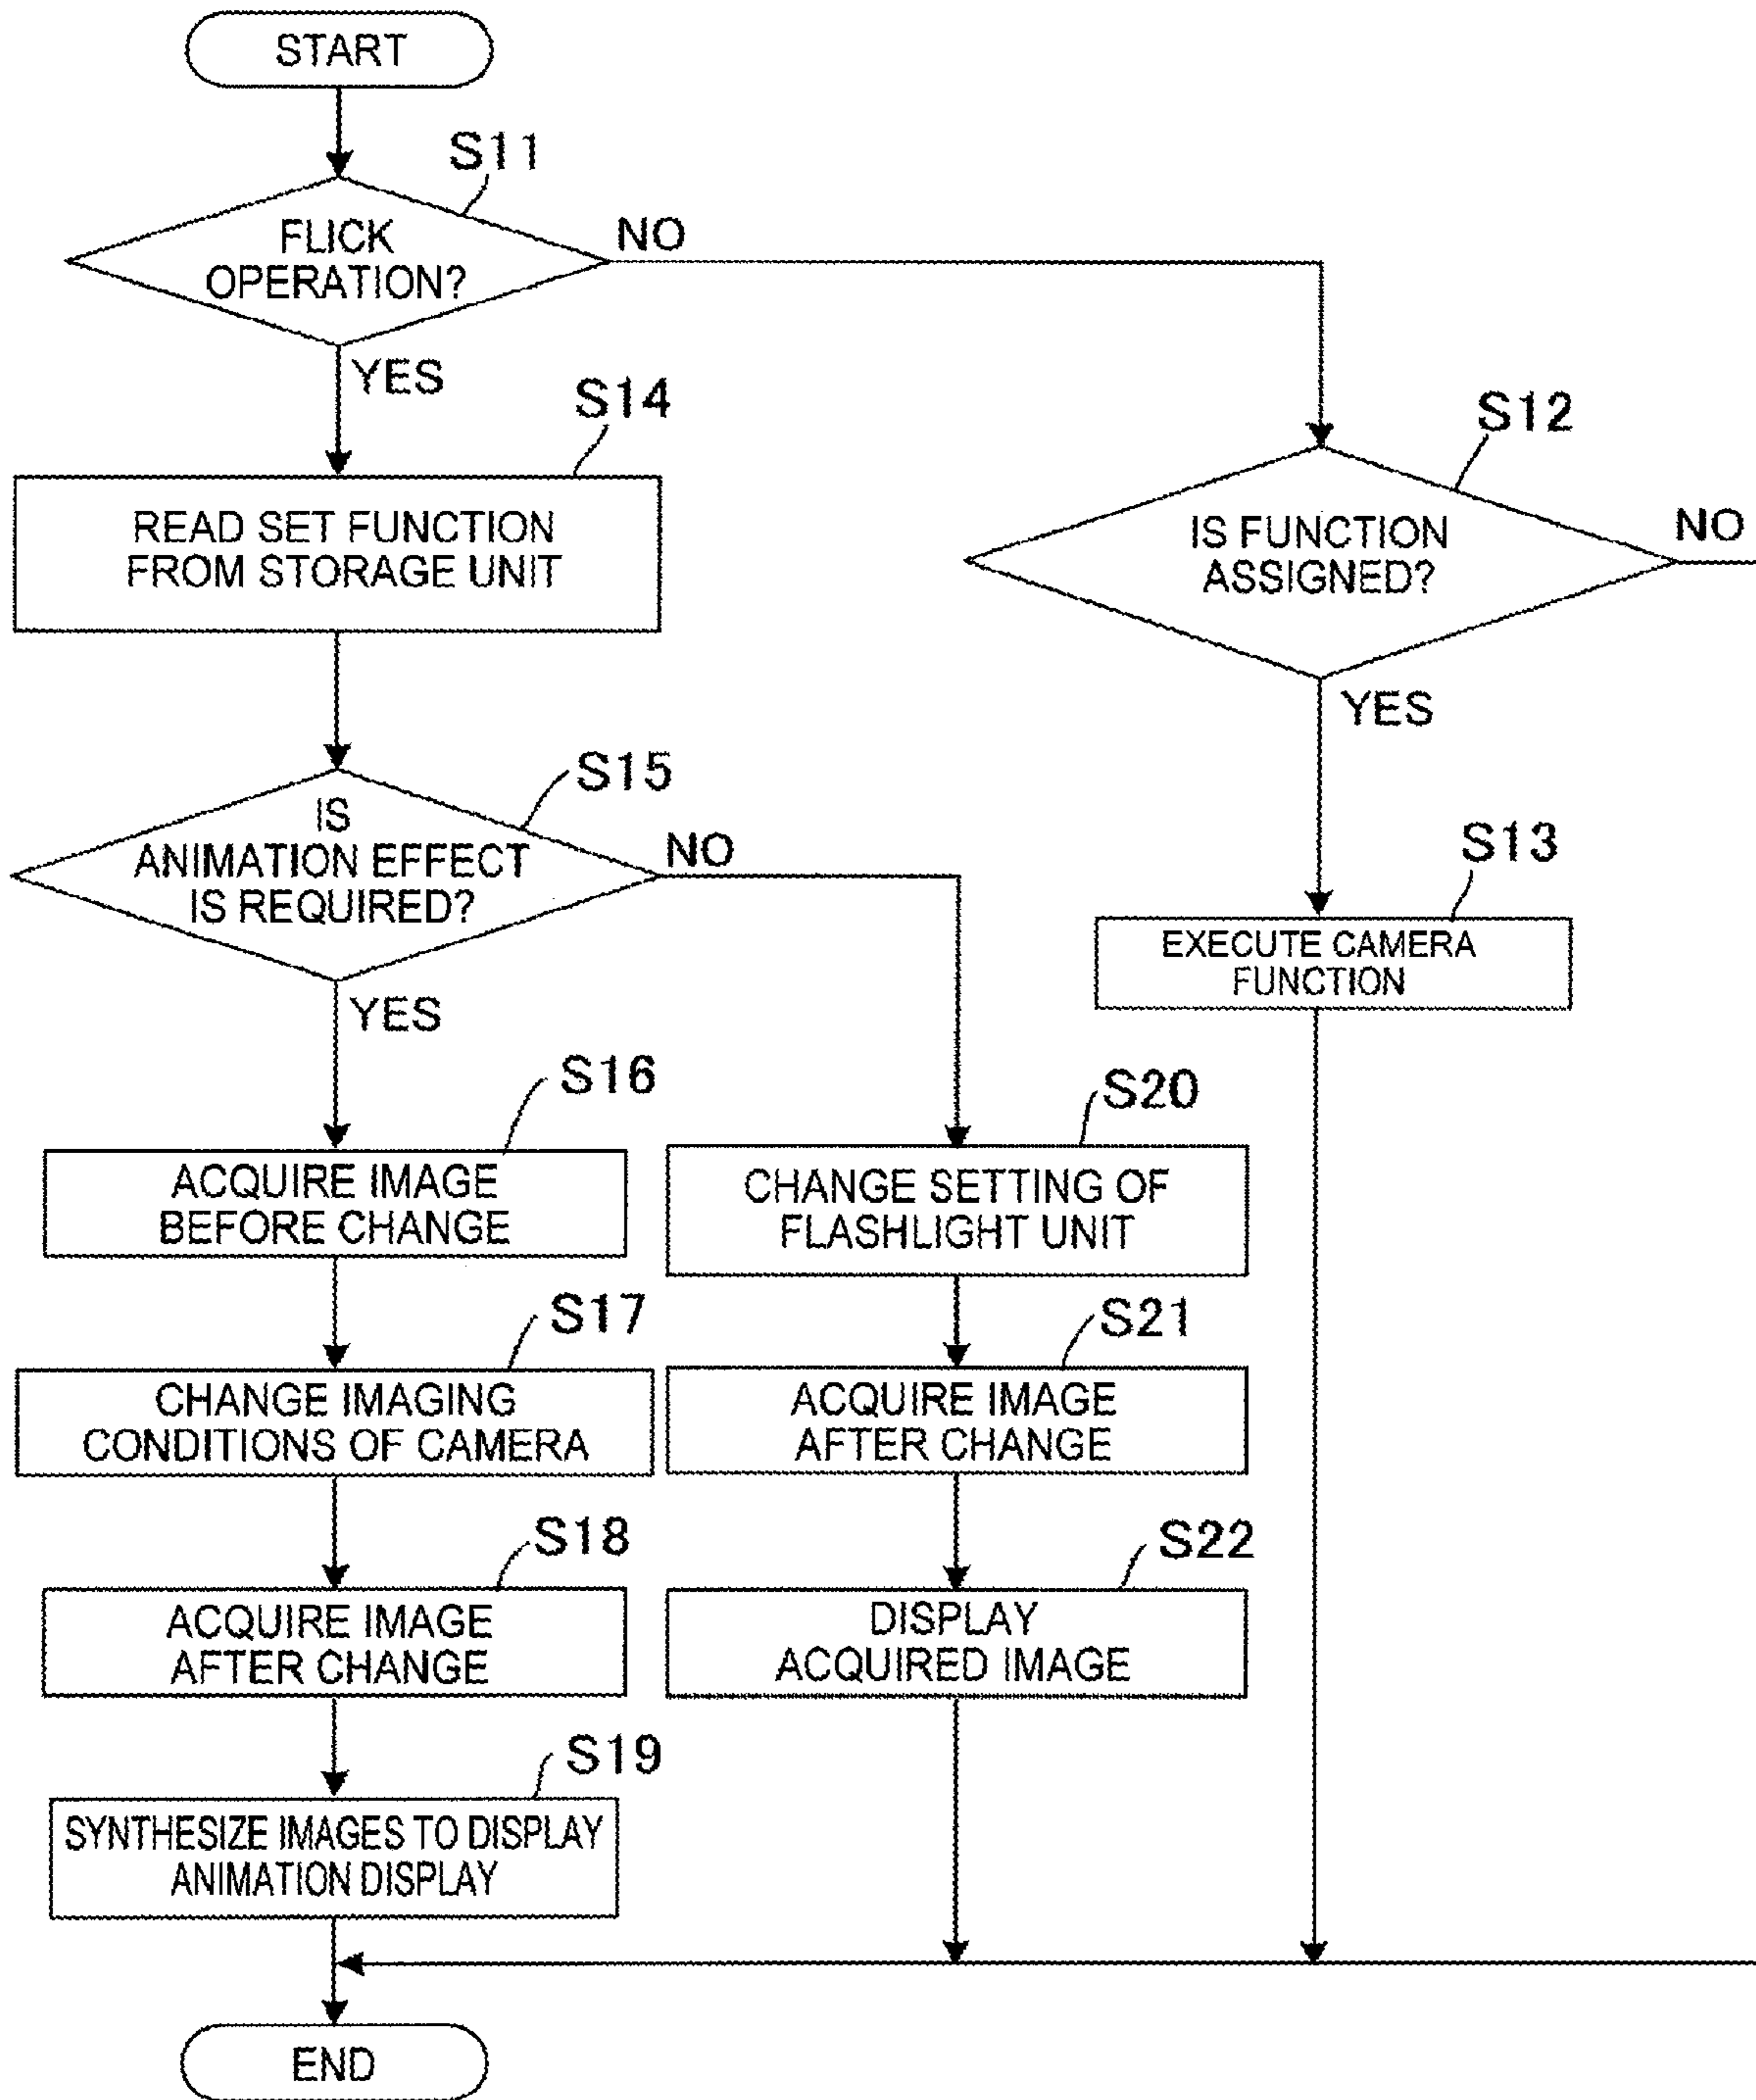 START
S11
FLICK
OPERATION?
NO
YES
S14
READ SET FUNCTION
FROM STORAGE UNIT
S12
IS FUNCTION
ASSIGNED?
NO
YES
S13
EXECUTE CAMERA
FUNCTION
S15
IS
ANIMATION EFFECT
IS REQUIRED?
NO
YES
S16
ACQUIRE IMAGE
BEFORE CHANGE
S17
CHANGE IMAGING
CONDITIONS OF CAMERA
S18
ACQUIRE IMAGE
AFTER CHANGE
S19
SYNTHESIZE IMAGES TO DISPLAY
ANIMATION DISPLAY
S20
CHANGE SETTING OF
FLASHLIGHT UNIT
S21
ACQUIRE IMAGE
AFTER CHANGE
S22
DISPLAY
ACQUIRED IMAGE
END